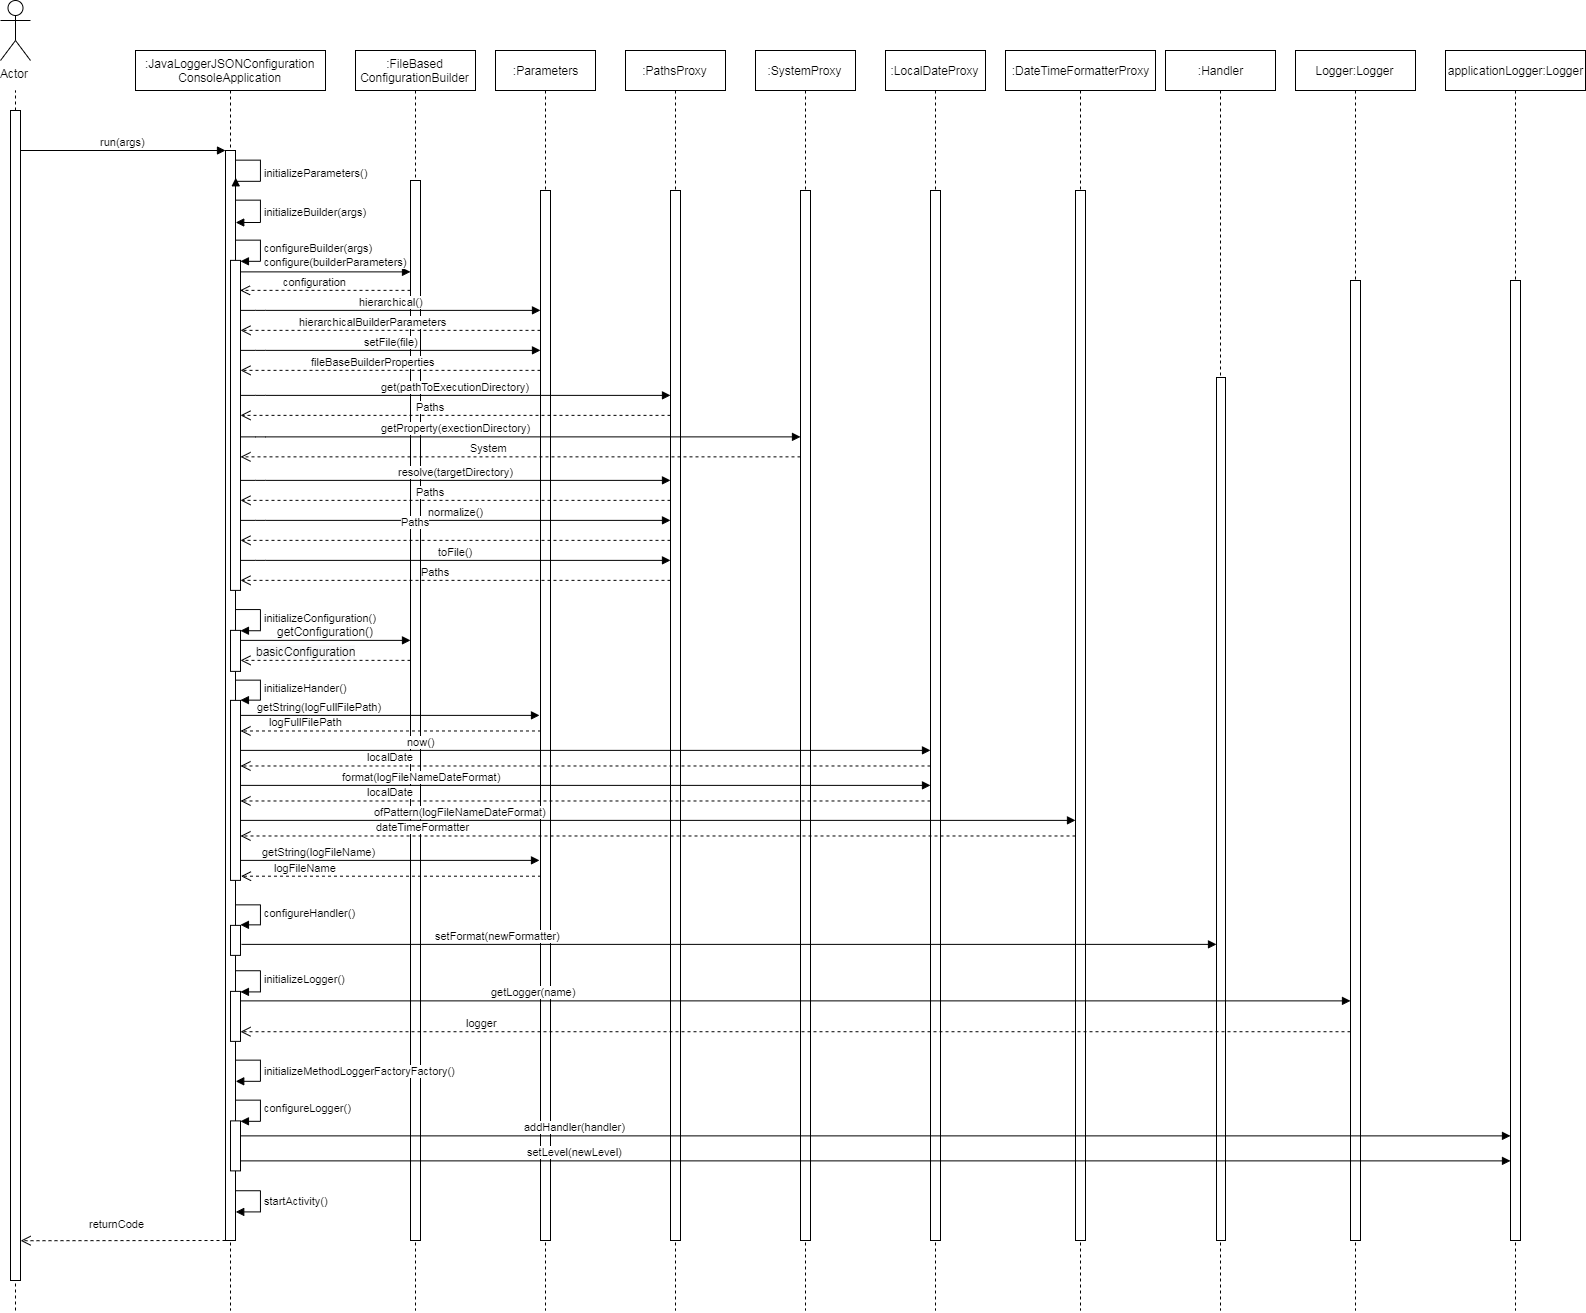 Actor
:JavaLoggerJSONConfiguration
ConsoleApplication
:FileBased
ConfigurationBuilder
:Parameters
:PathsProxy
:SystemProxy
:LocalDateProxy
:DateTimeFormatterProxy
:Handler
Logger:Logger
applicationLogger:Logger
run(args)
initializeParameters()
initializeBuilder(args)
configureBuilder(args)
configure(builderParameters)
configuration
hierarchical()
hierarchicalBuilderParameters
setFile(file)
fileBaseBuilderProperties
get(pathToExecutionDirectory)
Paths
getProperty(exectionDirectory)
System
resolve(targetDirectory)
Paths
normalize()
Paths
toFile()
Paths
initializeConfiguration()
getConfiguration()
basicConfiguration
initializeHander()
getString(logFullFilePath)
logFullFilePath
now()
localDate
format(logFileNameDateFormat)
localDate
ofPattern(logFileNameDateFormat)
dateTimeFormatter
getString(logFileName)
logFileName
configureHandler()
setFormat(newFormatter)
initializeLogger()
getLogger(name)
logger
initializeMethodLoggerFactoryFactory()
configureLogger()
addHandler(handler)
setLevel(newLevel)
startActivity()
returnCode